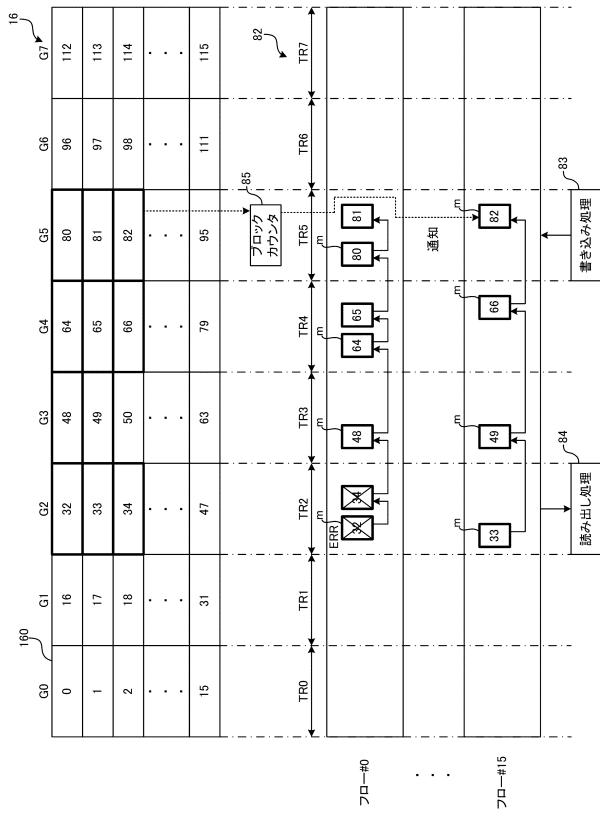 160
16
G0 G1 G2 G3 G4 G5 G6 G7
0 16 32 48 64 80 96 112
1 17 33 49 65 81 97 113
2 18 34 50 66 82 98 114
· · · · · · · ·
15 31 47 63 79 95 111 115
85
ブロック
カウンタ
82
TR0 TR1 TR2 TR3 TR4 TR5 TR6 TR7
ERR m m m m
フロー#0 32 34 48 64 65 80 81
· · ·
通知
m m m m
フロー#15 33 49 66 82
84
読み出し処理
83
書き込み処理